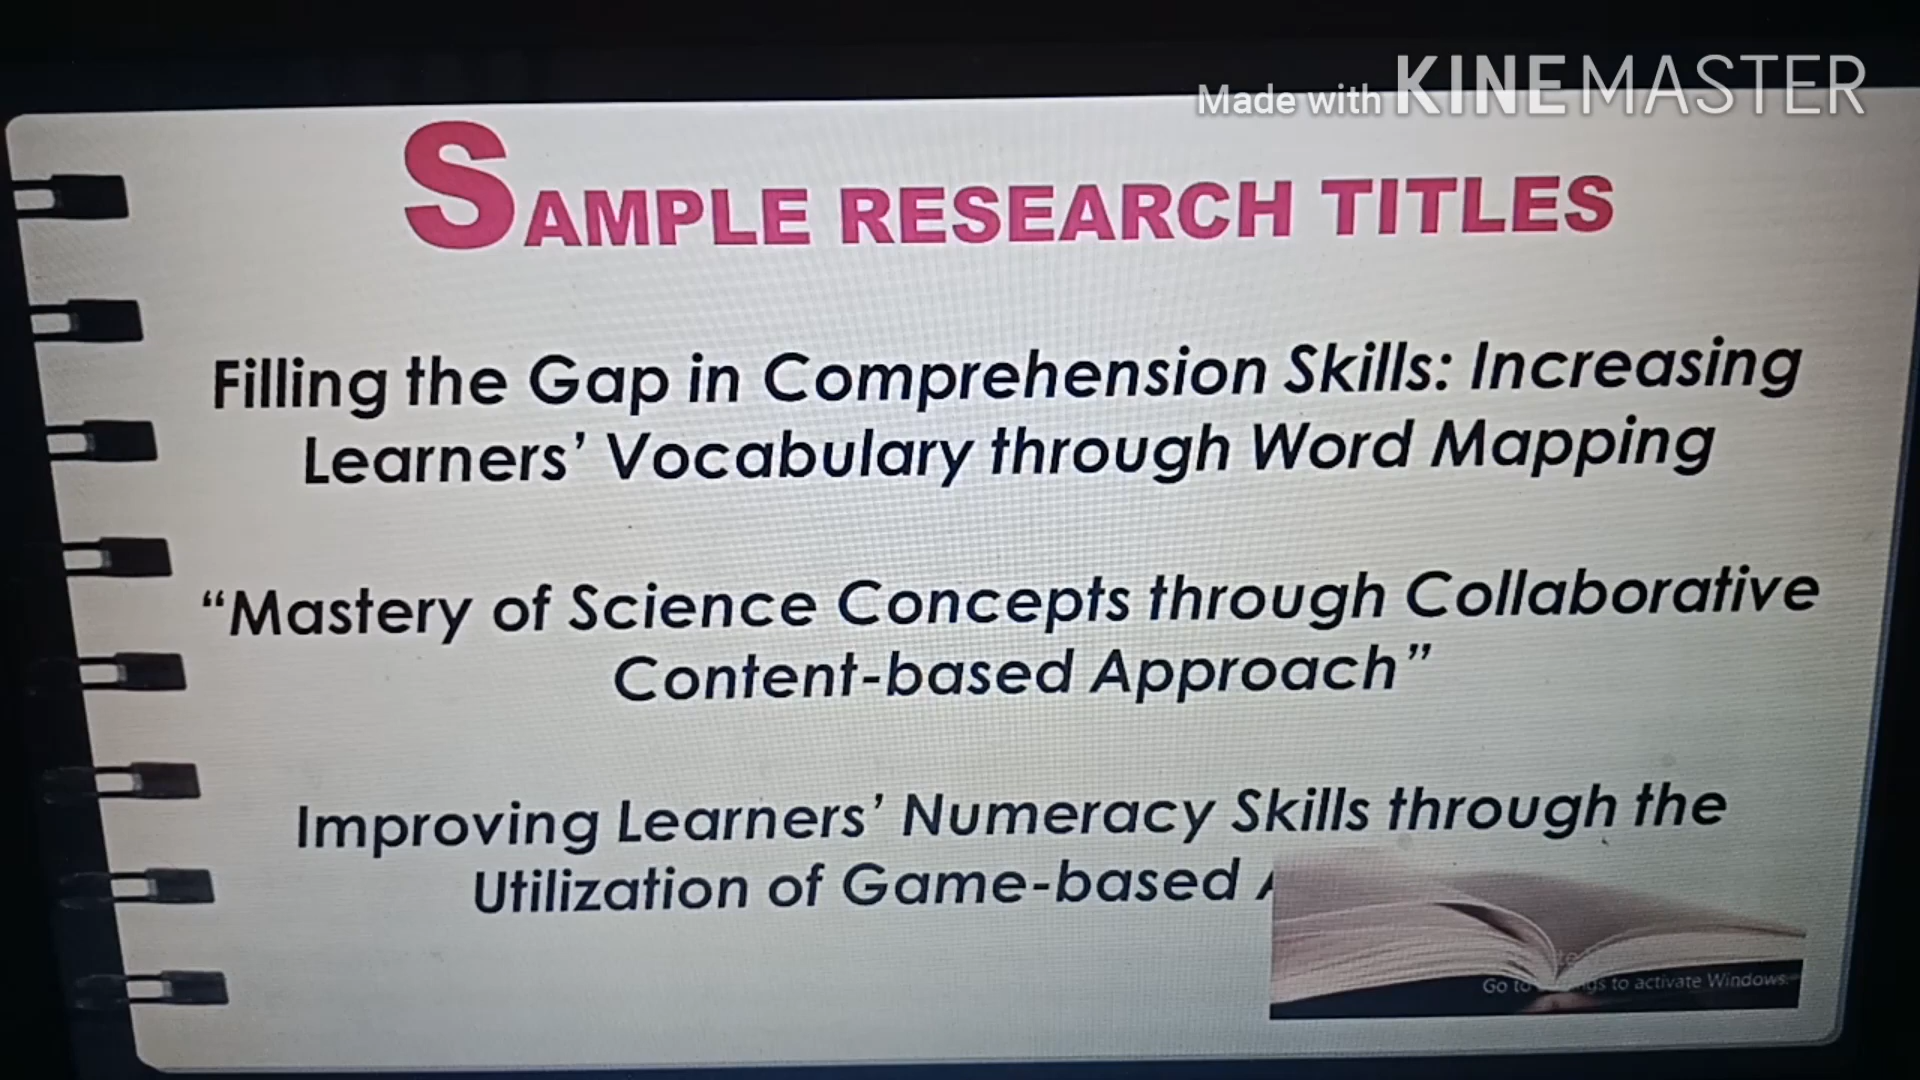 Made with KINEMASTER
SAMPLE RESEARCH TITLES
Filling the Gap in Comprehension Skills: Increasing
Learners’ Vocabulary through Word Mapping
“Mastery of Science Concepts through Collaborative
Content-based Approach”
Improving Learners’ Numeracy Skills through the
Utilization of Game-based
Go to to activate Windows.